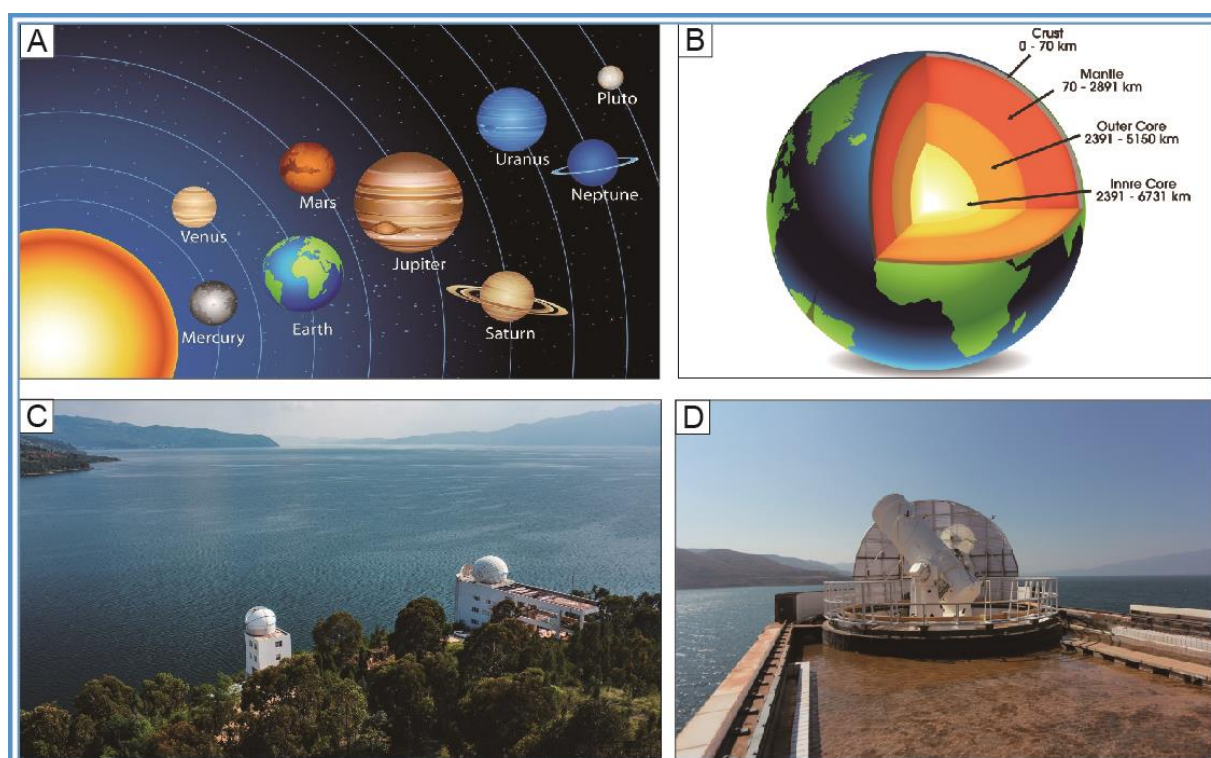 A
Pluto
Uranus
Neptune
Mars
Venus
Jupiter
Earth
Saturn
Mercury
B
Crust
0 - 70 km
Manlle
70 - 2891 km
Outer Core
2391 - 5150 km
Innre Core
2391 - 6731 km
C
D